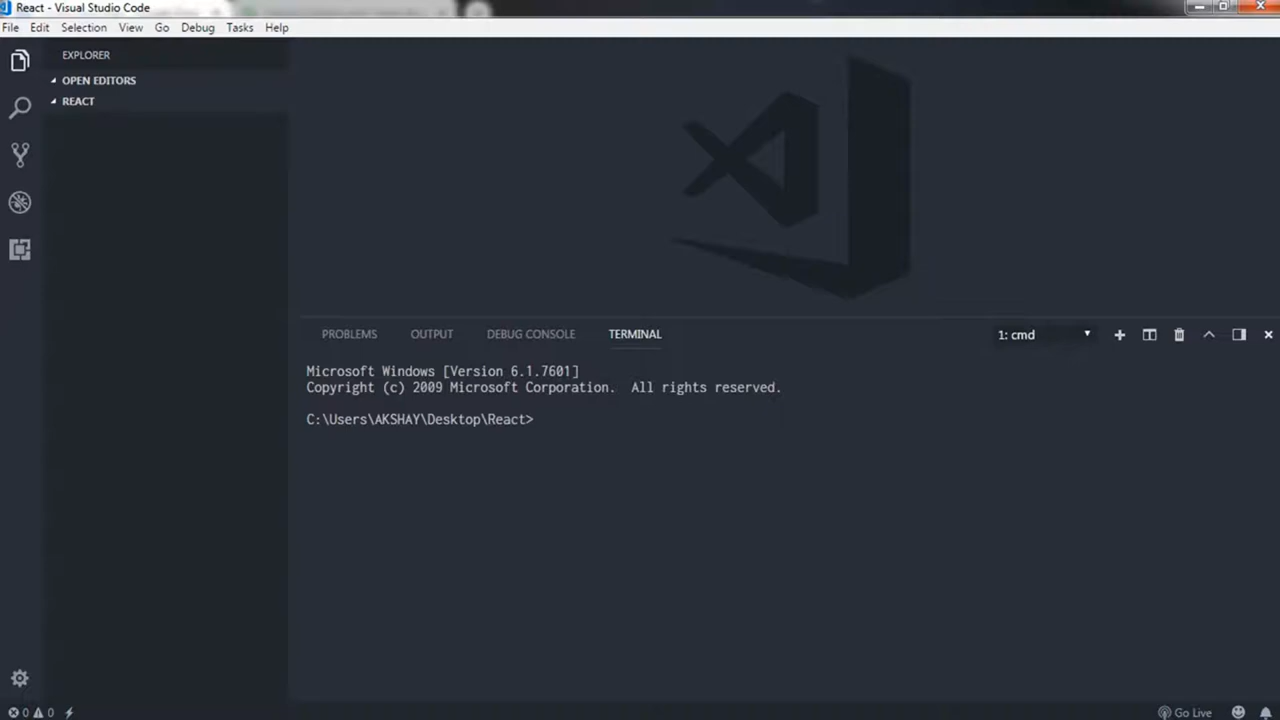 React - Visual Studio Code
File Edit Selection View Go Debug Tasks Help
EXPLORER
OPEN EDITORS
REACT
PROBLEMS OUTPUT DEBUG CONSOLE TERMINAL 1: cmd
Microsoft Windows [Version 6.1.7601]
Copyright (c) 2009 Microsoft Corporation. All rights reserved.
C:\Users\AKSHAY\Desktop\React>
0 0 Go Live